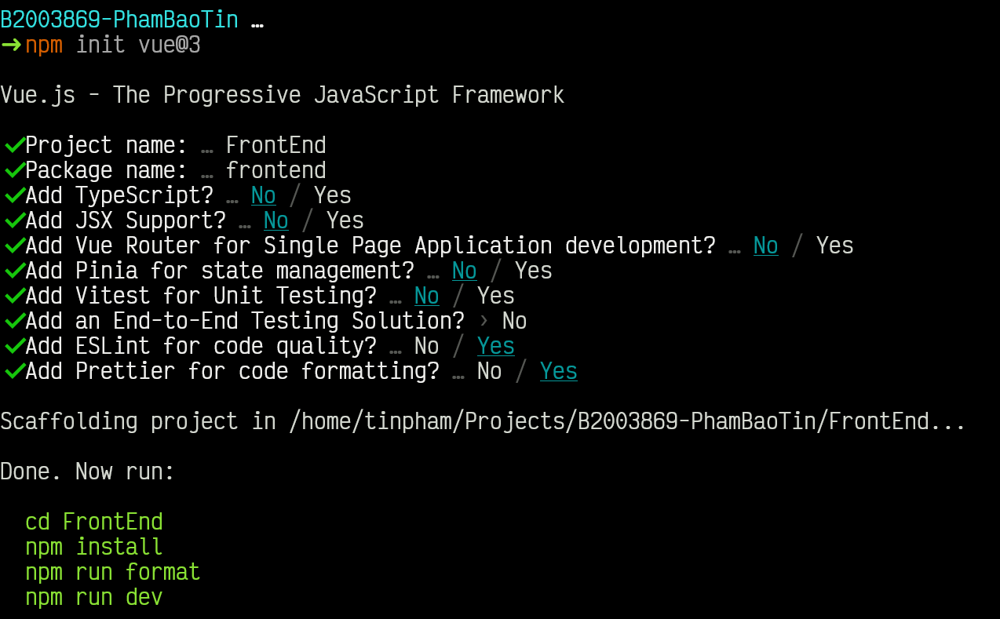 B2003869-PhamBaoTin …
➜ npm init vue@3
Vue.js - The Progressive JavaScript Framework
✔ Project name: … FrontEnd
✔ Package name: … frontend
✔ Add TypeScript? … No / Yes
✔ Add JSX Support? … No / Yes
✔ Add Vue Router for Single Page Application development? … No / Yes
✔ Add Pinia for state management? … No / Yes
✔ Add Vitest for Unit Testing? … No / Yes
✔ Add an End-to-End Testing Solution? › No
✔ Add ESLint for code quality? … No / Yes
✔ Add Prettier for code formatting? … No / Yes
Scaffolding project in /home/tinpham/Projects/B2003869-PhamBaoTin/FrontEnd...
Done. Now run:
cd FrontEnd
npm install
npm run format
npm run dev